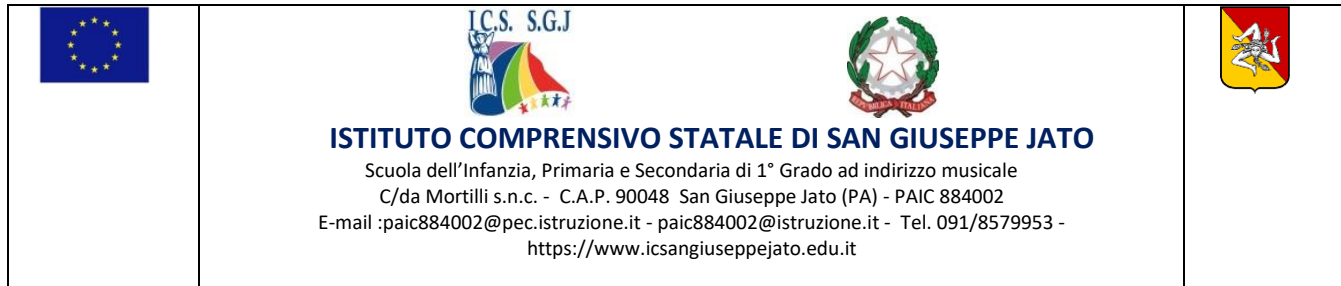 I.C.S. S.G.J
REPVBBLICA ITALIANA
ISTITUTO COMPRENSIVO STATALE DI SAN GIUSEPPE JATO
Scuola dell’Infanzia, Primaria e Secondaria di 1° Grado ad indirizzo musicale
C/da Mortilli s.n.c. - C.A.P. 90048 San Giuseppe Jato (PA) - PAIC 884002
E-mail :paic884002@pec.istruzione.it - paic884002@istruzione.it - Tel. 091/8579953 -
https://www.icsangiuseppejato.edu.it